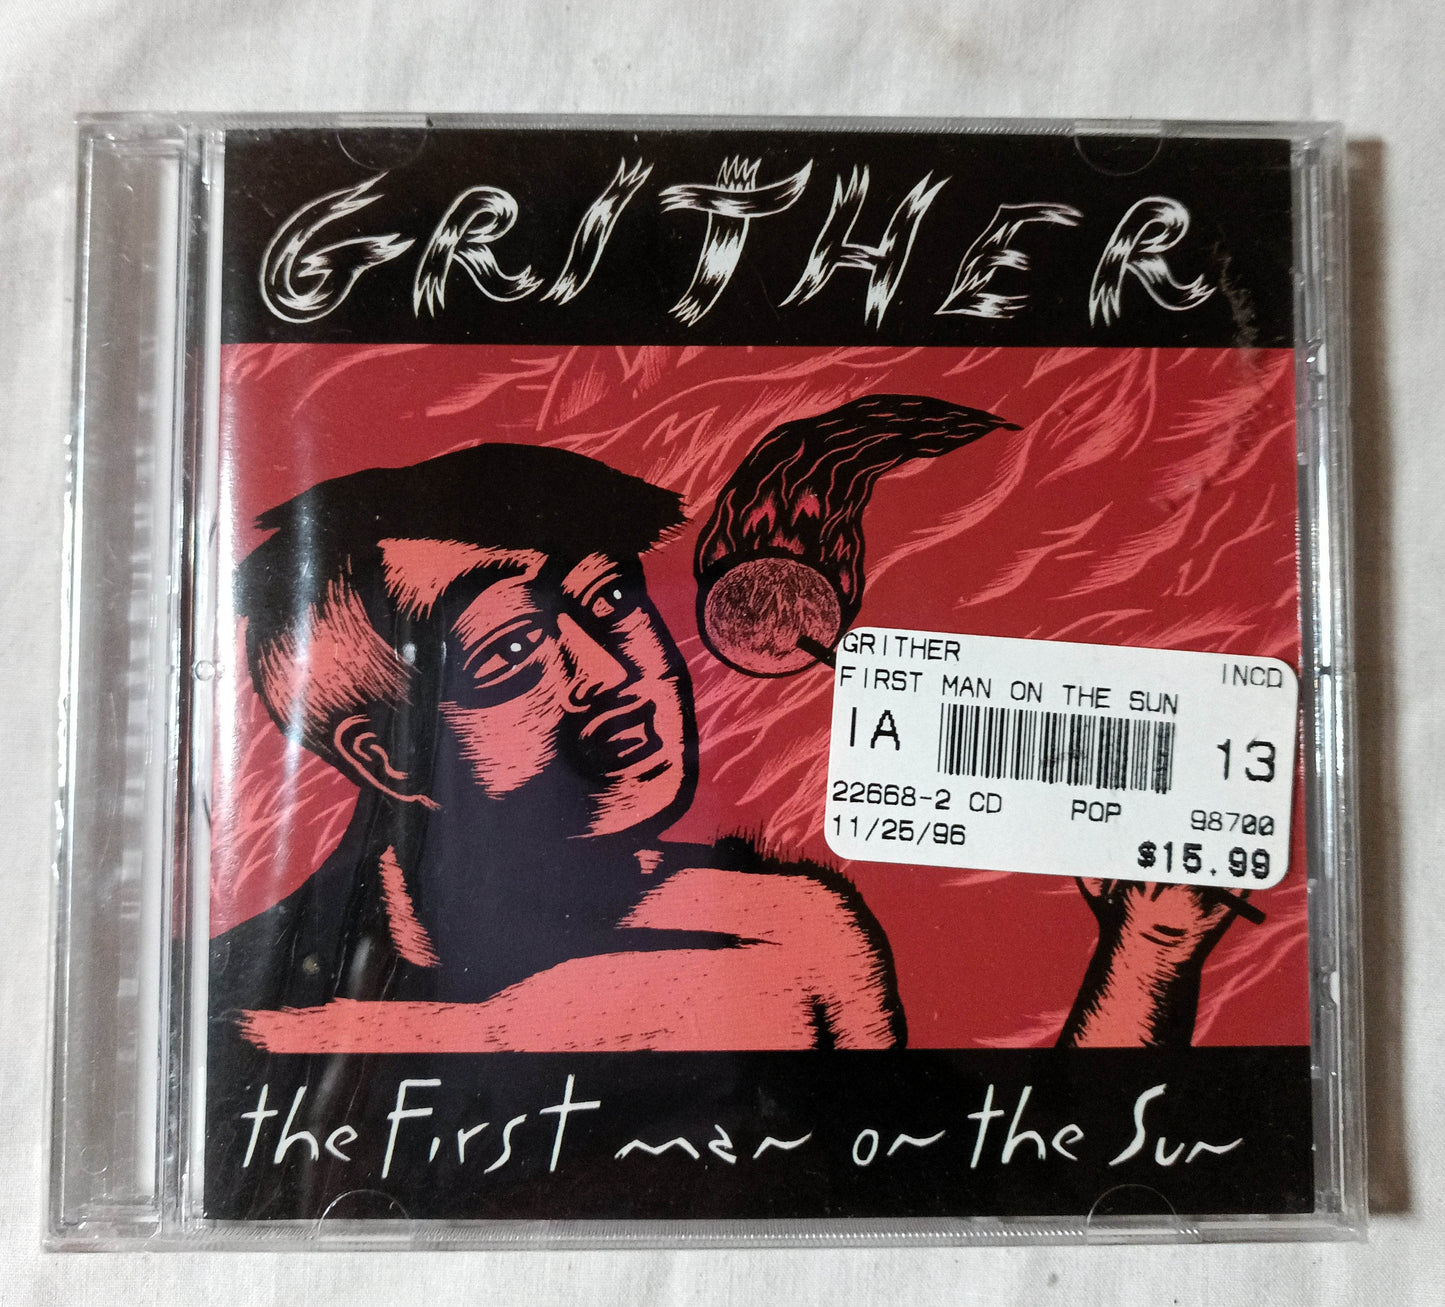 GRITHER
GRITHER
INCD
FIRST MAN ON THE SUN
IA
13
22668-2 CD POP 98700
11/25/96
$15.99
the First man on the Sun